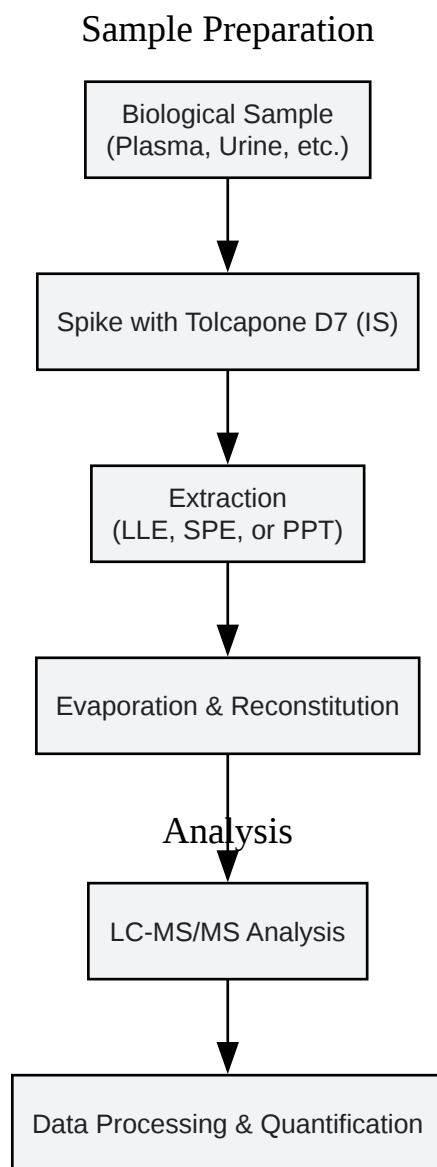 Sample Preparation
Biological Sample
(Plasma, Urine, etc.)
Spike with Tolcapone D7 (IS)
Extraction
(LLE, SPE, or PPT)
Evaporation & Reconstitution
Analysis
LC-MS/MS Analysis
Data Processing & Quantification